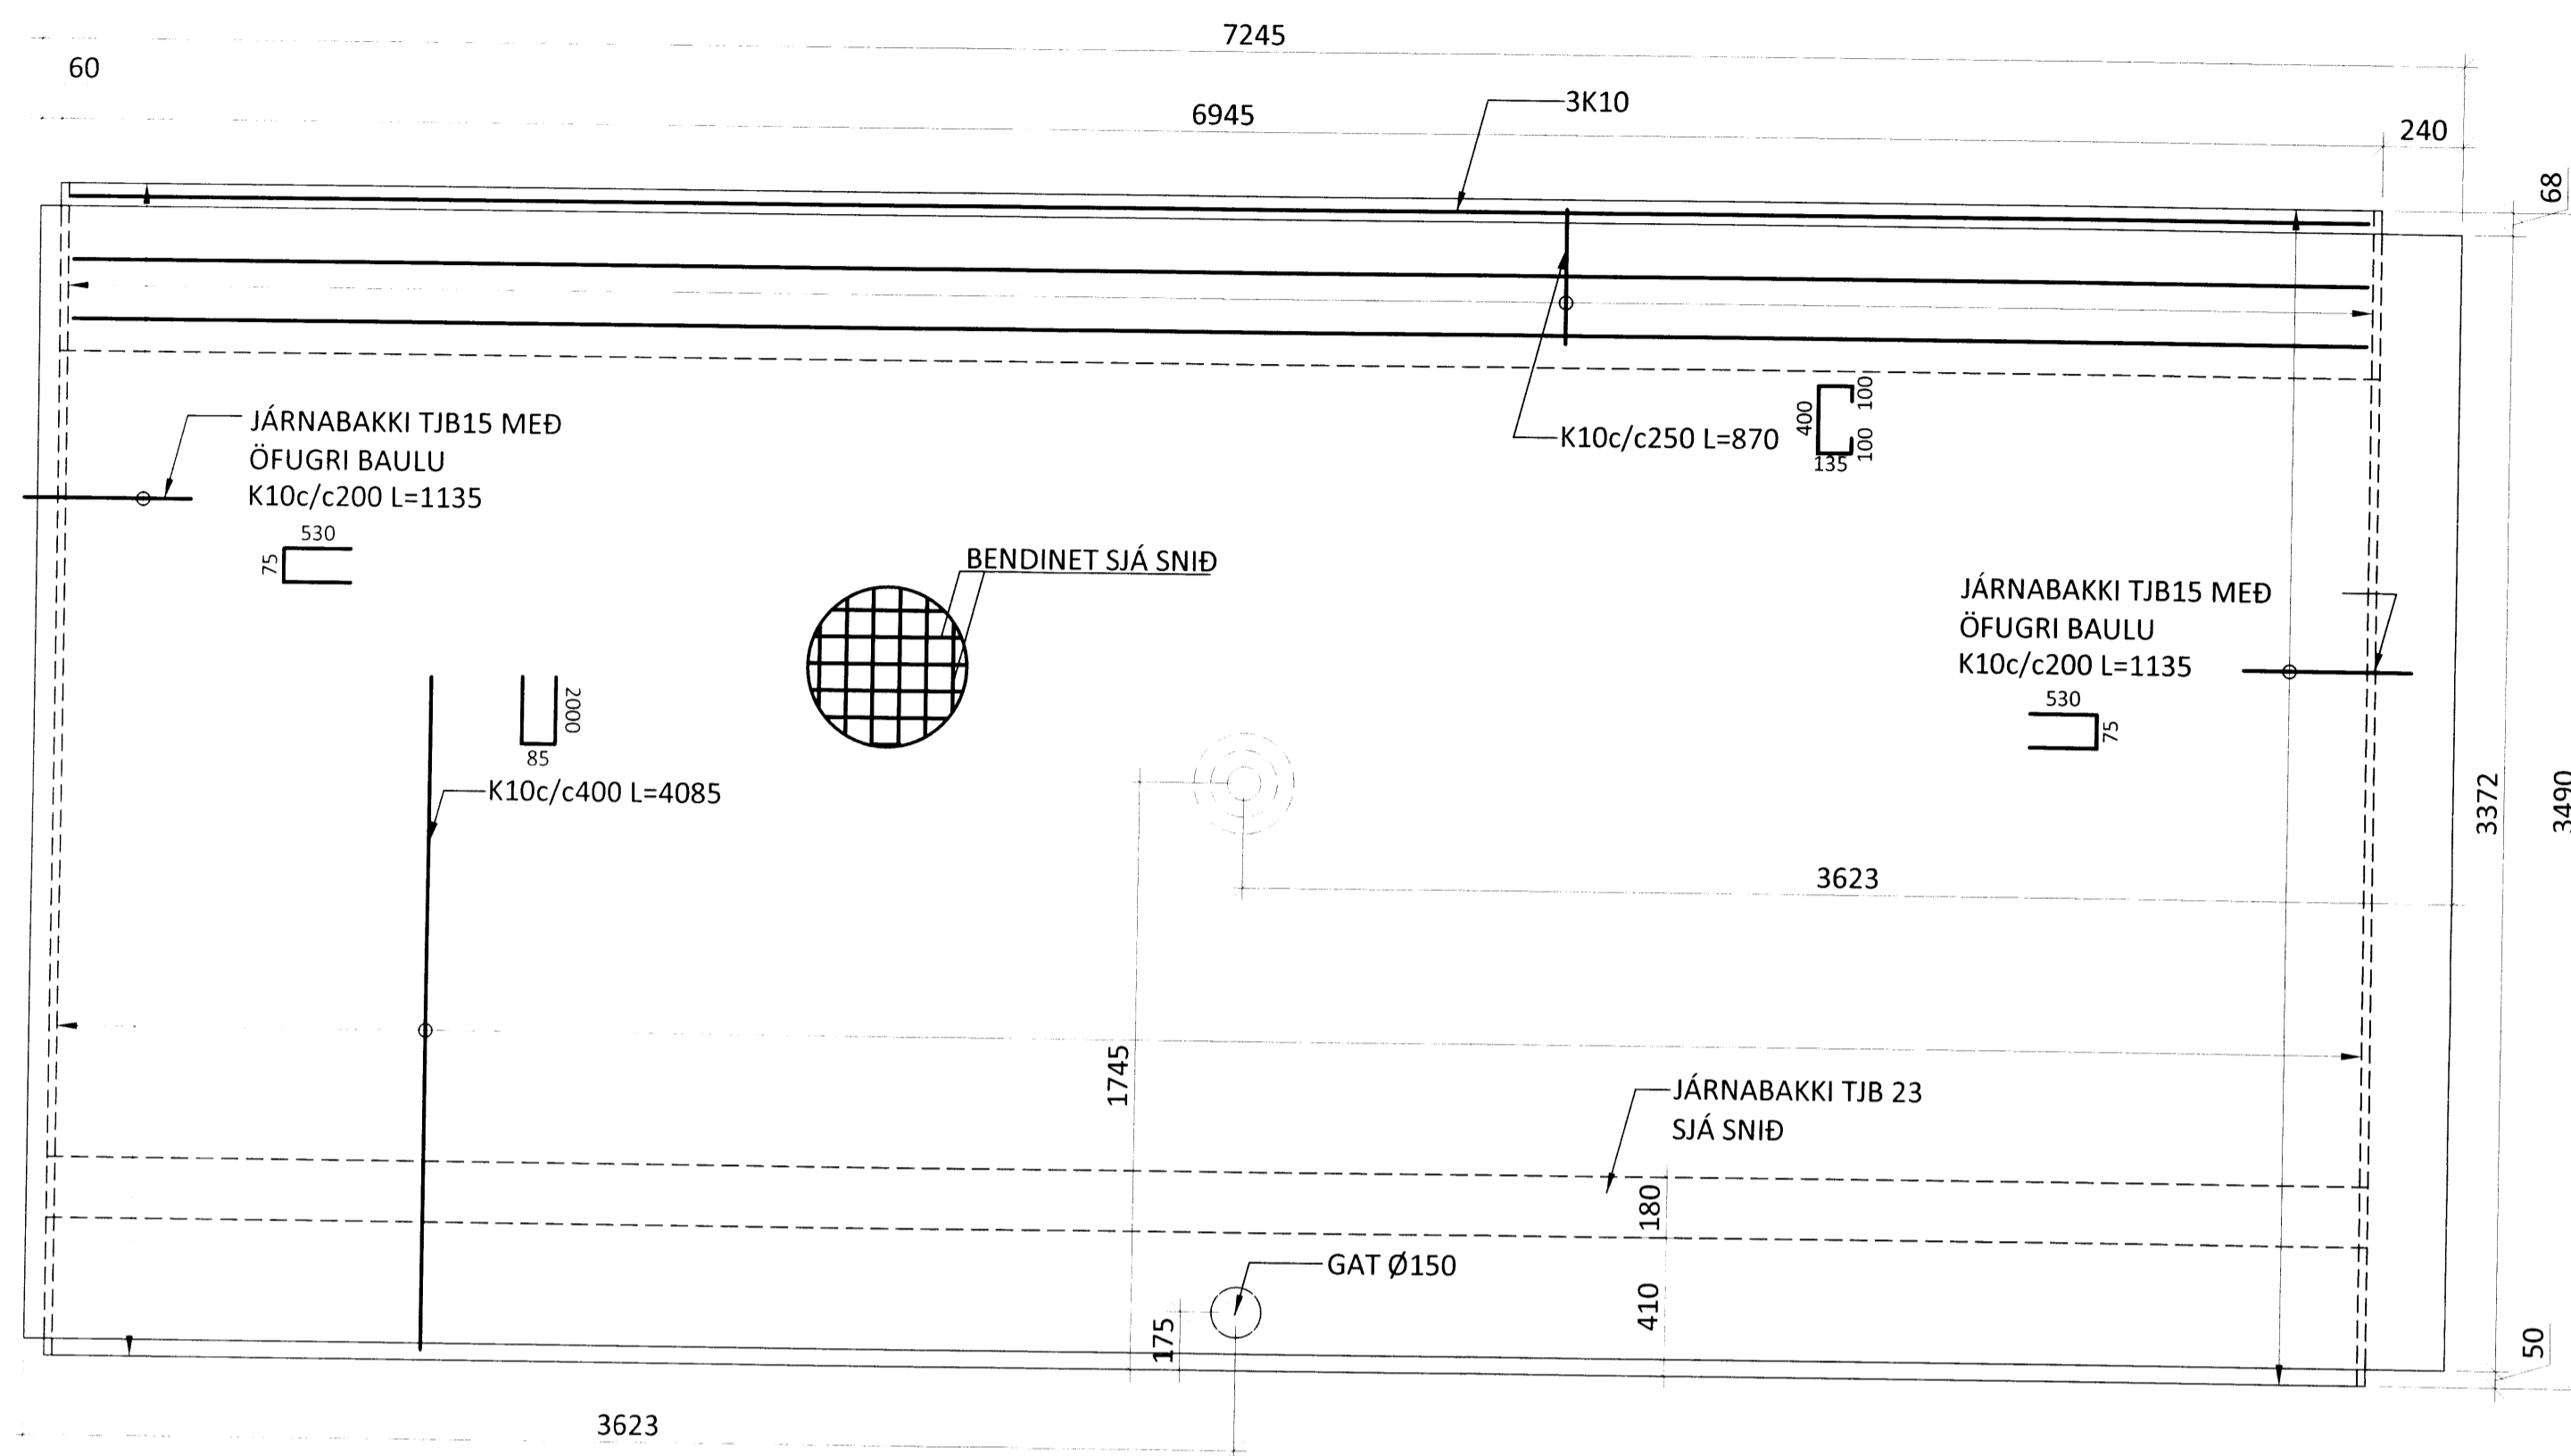 7245
60
6945
3K10
240
68
JÁRNABAKKI TJB15 MEÐ
ÖFUGRI BAULU
K10c/c200 L=1135
530
75
K10c/c250 L=870
400
100
100
135
BENDINET SJÁ SNIÐ
JÁRNABAKKI TJB15 MEÐ
ÖFUGRI BAULU
K10c/c200 L=1135
530
75
2000
85
K10c/c400 L=4085
3372
3490
3623
1745
JÁRNABAKKI TJB 23
SJÁ SNIÐ
180
GAT Ø150
410
175
50
3623